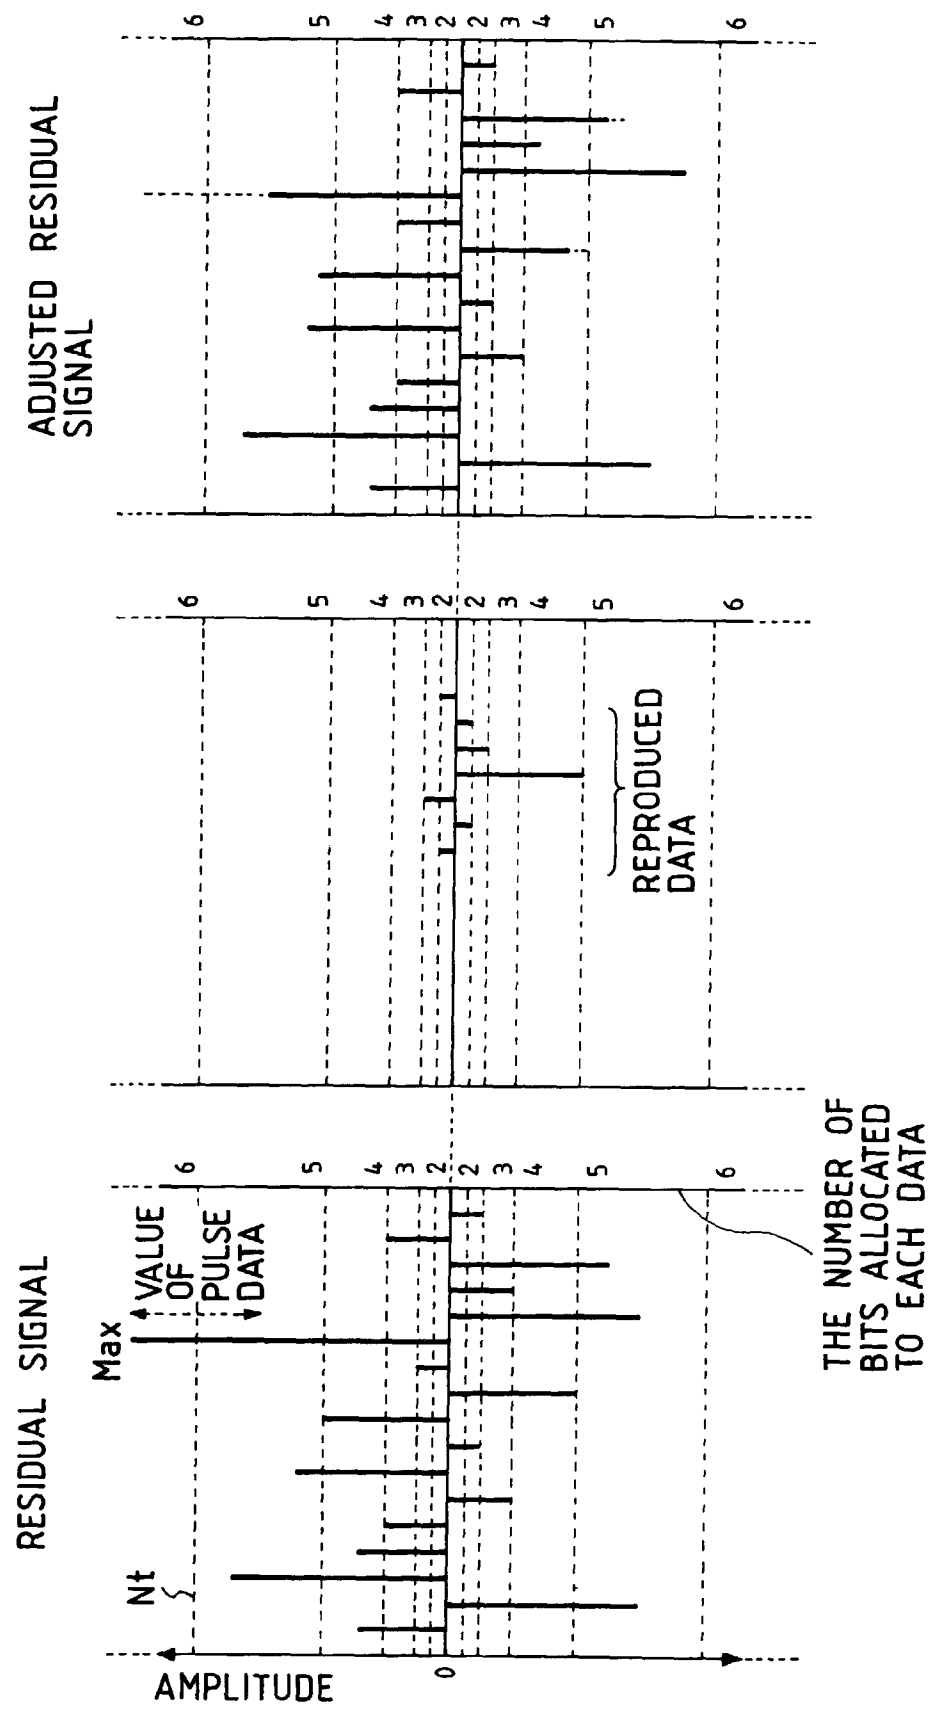 RESIDUAL SIGNAL
ADJUSTED RESIDUAL
SIGNAL
AMPLITUDE
0
Nt
Max
VALUE
OF
PULSE
DATA
6
5
4
3
2
2
3
4
5
6
THE NUMBER OF
BITS ALLOCATED
TO EACH DATA
6
5
4
3
2
2
3
4
5
6
REPRODUCED
DATA
6
5
4
3
2
2
3
4
5
6